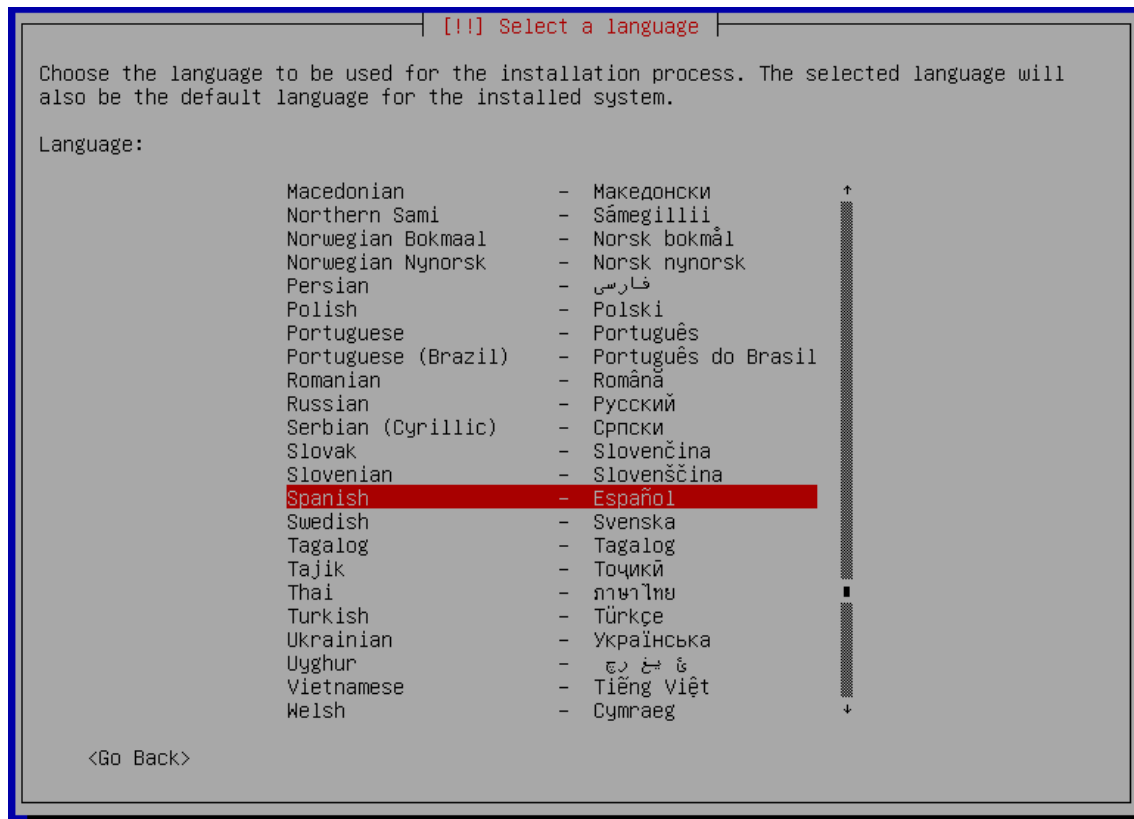 [!!] Select a language
Choose the language to be used for the installation process. The selected language will
also be the default language for the installed system.
Language:
Macedonian - Македонски
Northern Sami - Sámegillii
Norwegian Bokmaal - Norsk bokmål
Norwegian Nynorsk - Norsk nynorsk
Persian - فارسی
Polish - Polski
Portuguese - Português
Portuguese (Brazil) - Português do Brasil
Romanian - Română
Russian - Русский
Serbian (Cyrillic) - Српски
Slovak - Slovenčina
Slovenian - Slovenščina
Spanish - Español
Swedish - Svenska
Tagalog - Tagalog
Tajik - Тоҷикӣ
Thai - ภาษาไทย
Turkish - Türkçe
Ukrainian - Українська
Uyghur -
Vietnamese - Tiếng Việt
Welsh - Cymraeg
<Go Back>